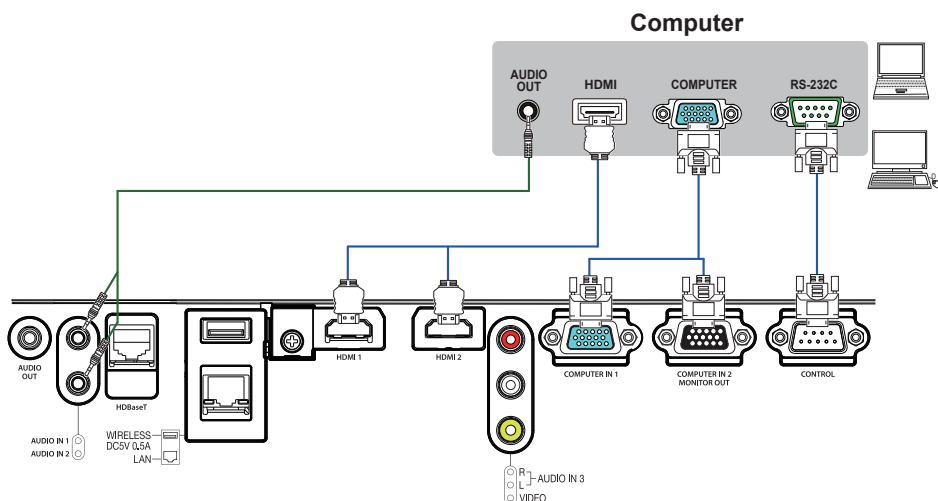 Computer
AUDIO
OUT
HDMI
COMPUTER
RS-232C
AUDIO
OUT
HDBaseT
HDMI 1
HDMI 2
COMPUTER IN 1
COMPUTER IN 2
MONITOR OUT
CONTROL
AUDIO IN 1
AUDIO IN 2
WIRELESS
DC5V 0.5A
LAN
R
L
AUDIO IN 3
VIDEO